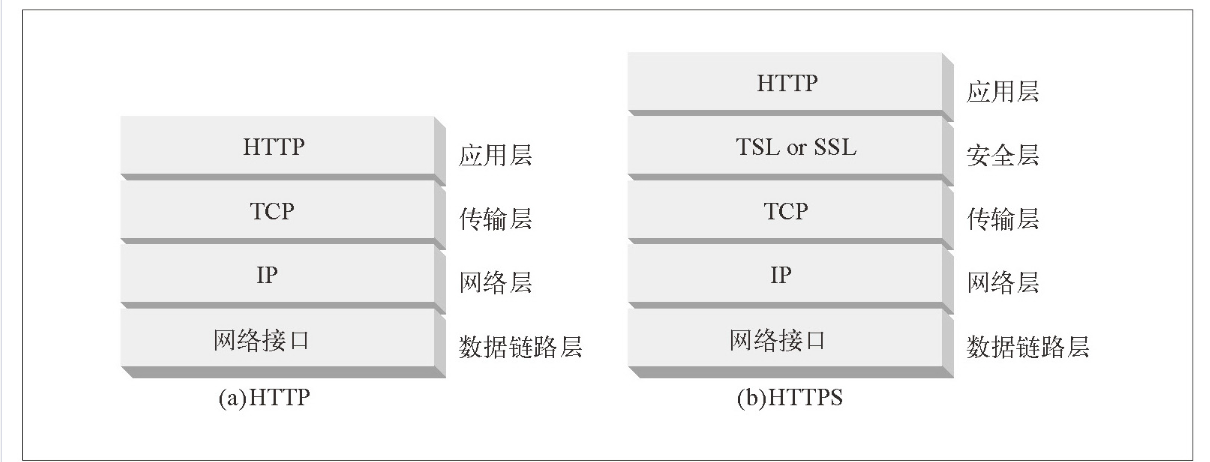 HTTP
应用层
TCP
传输层
IP
网络层
网络接口
数据链路层
(a)HTTP
HTTP
应用层
TSL or SSL
安全层
TCP
传输层
IP
网络层
网络接口
数据链路层
(b)HTTPS